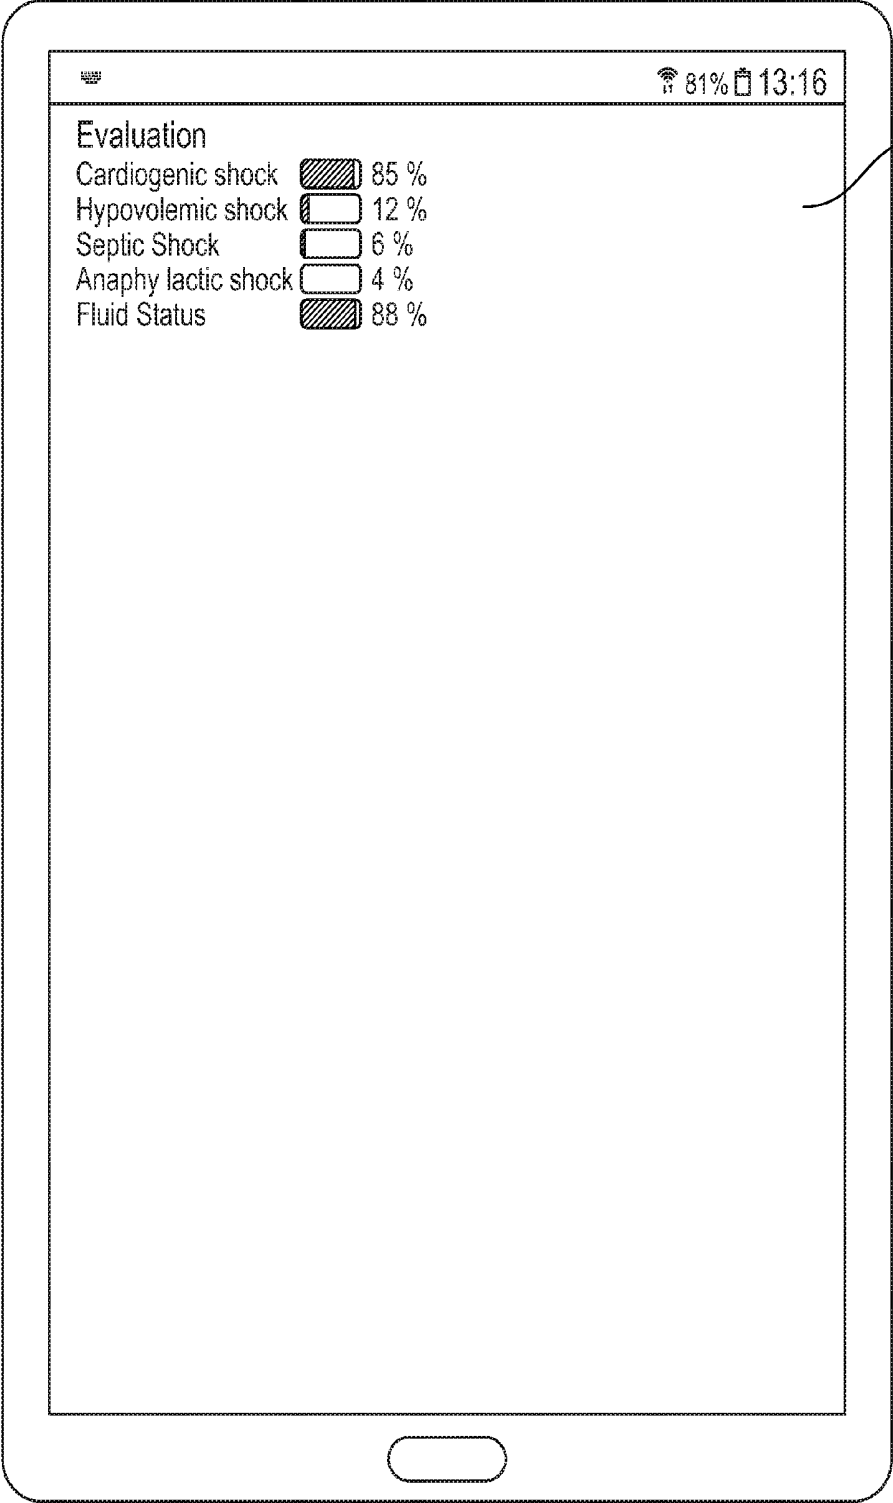 81% 13:16
Evaluation
Cardiogenic shock 85 %
Hypovolemic shock 12 %
Septic Shock 6 %
Anaphy lactic shock 4 %
Fluid Status 88 %